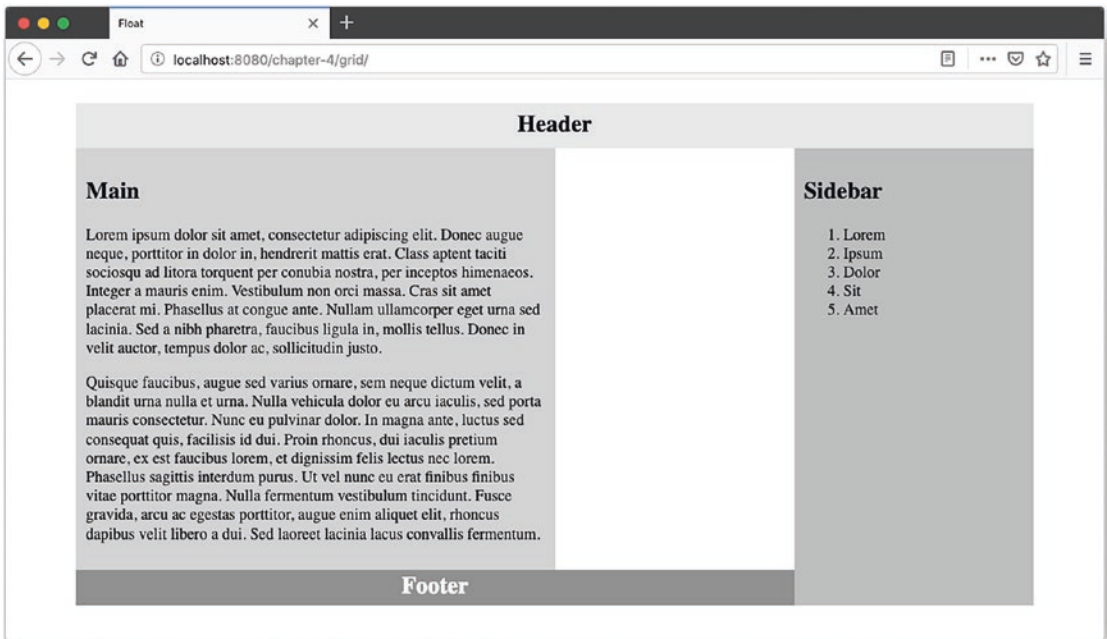 Float
localhost:8080/chapter-4/grid/
Header
Main
Lorem ipsum dolor sit amet, consectetur adipiscing elit. Donec augue
neque, porttitor in dolor in, hendrerit mattis erat. Class aptent taciti
sociosqu ad litora torquent per conubia nostra, per inceptos himenaeos.
Integer a mauris enim. Vestibulum non orci massa. Cras sit amet
placerat mi. Phasellus at congue ante. Nullam ullamcorper eget urna sed
lacinia. Sed a nibh pharetra, faucibus ligula in, mollis tellus. Donec in
velit auctor, tempus dolor ac, sollicitudin justo.
Quisque faucibus, augue sed varius ornare, sem neque dictum velit, a
blandit urna nulla et urna. Nulla vehicula dolor eu arcu iaculis, sed porta
mauris consectetur. Nunc eu pulvinar dolor. In magna ante, luctus sed
consequat quis, facilisis id dui. Proin rhoncus, dui iaculis pretium
ornare, ex est faucibus lorem, et dignissim felis lectus nec lorem.
Phasellus sagittis interdum purus. Ut vel nunc eu erat finibus finibus
vitae porttitor magna. Nulla fermentum vestibulum tincidunt. Fusce
gravida, arcu ac egestas porttitor, augue enim aliquet elit, rhoncus
dapibus velit libero a dui. Sed laoreet lacinia lacus convallis fermentum.
Sidebar
1. Lorem
2. Ipsum
3. Dolor
4. Sit
5. Amet
Footer